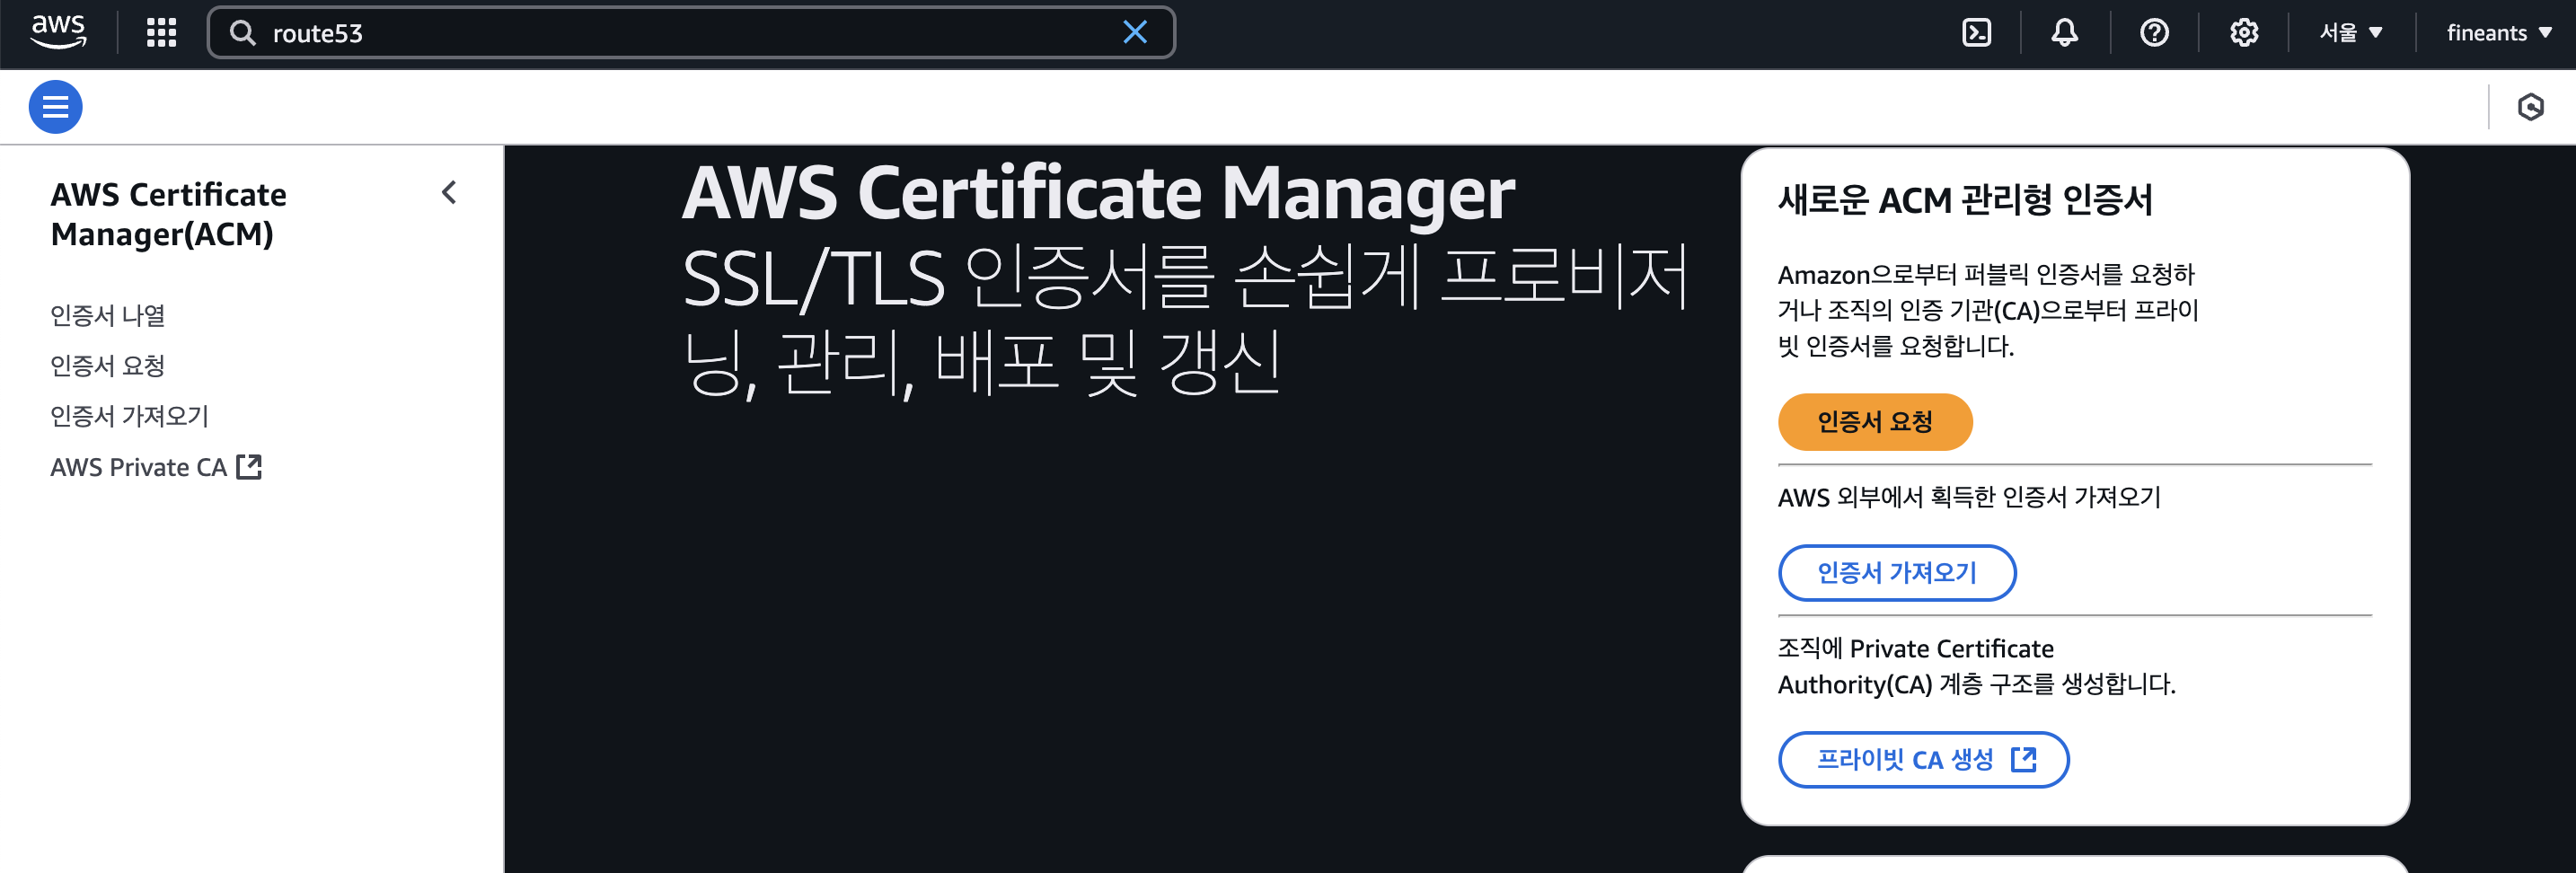 aws
route53
서울
fineants
AWS Certificate
Manager(ACM)
인증서 나열
인증서 요청
인증서 가져오기
AWS Private CA
AWS Certificate Manager
SSL/TLS 인증서를 손쉽게 프로비저
닝, 관리, 배포 및 갱신
새로운 ACM 관리형 인증서
Amazon으로부터 퍼블릭 인증서를 요청하
거나 조직의 인증 기관(CA)으로부터 프라이
빗 인증서를 요청합니다.
인증서 요청
AWS 외부에서 획득한 인증서 가져오기
인증서 가져오기
조직에 Private Certificate
Authority(CA) 계층 구조를 생성합니다.
프라이빗 CA 생성